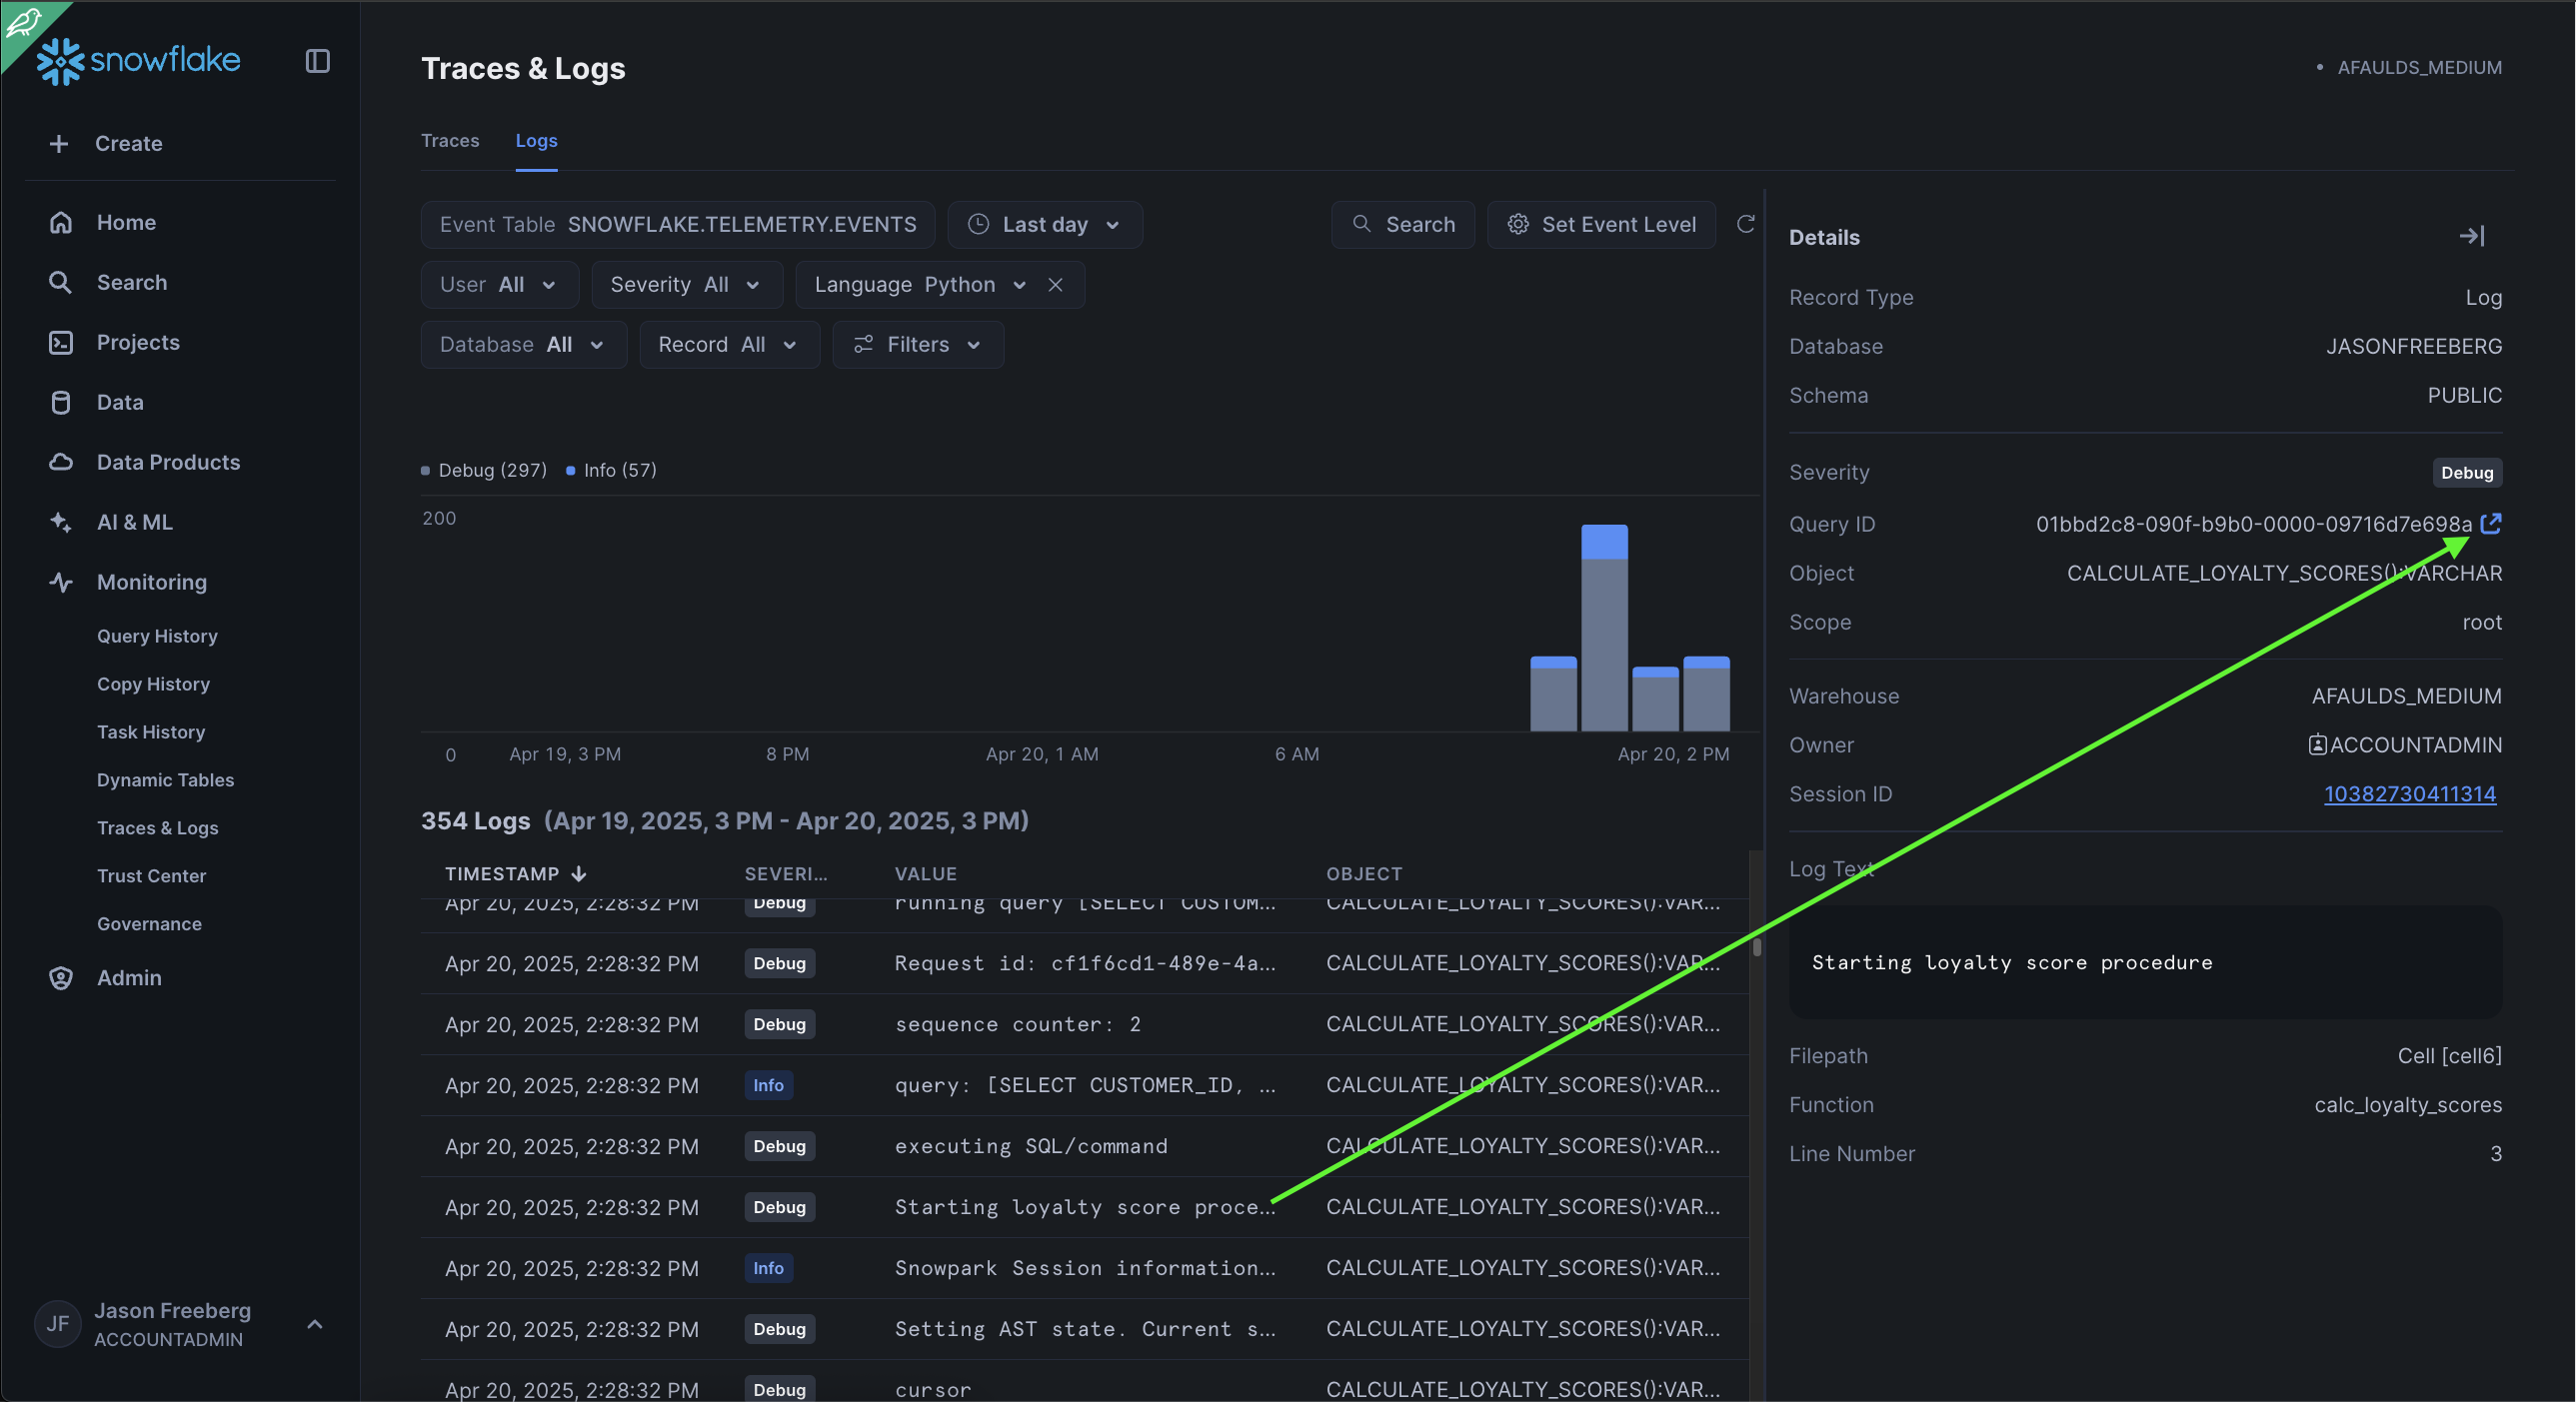 snowflake
Create
Home
Search
Projects
Data
Data Products
AI & ML
Monitoring
Query History
Copy History
Task History
Dynamic Tables
Traces & Logs
Trust Center
Governance
Admin
JF
Jason Freeberg
ACCOUNTADMIN
Traces & Logs
AFAULDS_MEDIUM
Traces Logs
Event Table SNOWFLAKE.TELEMETRY.EVENTS Last day Search Set Event Level
User All Severity All Language Python
Database All Record All Filters
Debug (297) Info (57)
200
0 Apr 19, 3 PM 8 PM Apr 20, 1 AM 6 AM Apr 20, 2 PM
354 Logs (Apr 19, 2025, 3 PM - Apr 20, 2025, 3 PM)
TIMESTAMP SEVERI... VALUE OBJECT
Apr 20, 2025, 2:28:32 PM Debug running query [SELECT CUSTOM... CALCULATE_LOYALTY_SCORES():VAR...
Apr 20, 2025, 2:28:32 PM Debug Request id: cf1f6cd1-489e-4a... CALCULATE_LOYALTY_SCORES():VAR...
Apr 20, 2025, 2:28:32 PM Debug sequence counter: 2 CALCULATE_LOYALTY_SCORES():VAR...
Apr 20, 2025, 2:28:32 PM Info query: [SELECT CUSTOMER_ID, ... CALCULATE_LOYALTY_SCORES():VAR...
Apr 20, 2025, 2:28:32 PM Debug executing SQL/command CALCULATE_LOYALTY_SCORES():VAR...
Apr 20, 2025, 2:28:32 PM Debug Starting loyalty score proce... CALCULATE_LOYALTY_SCORES():VAR...
Apr 20, 2025, 2:28:32 PM Info Snowpark Session information... CALCULATE_LOYALTY_SCORES():VAR...
Apr 20, 2025, 2:28:32 PM Debug Setting AST state. Current s... CALCULATE_LOYALTY_SCORES():VAR...
Apr 20, 2025, 2:28:32 PM Debug cursor CALCULATE_LOYALTY_SCORES():VAR...
Details
Record Type Log
Database JASONFREEBERG
Schema PUBLIC
Severity Debug
Query ID 01bbd2c8-090f-b9b0-0000-09716d7e698a
Object CALCULATE_LOYALTY_SCORES():VARCHAR
Scope root
Warehouse AFAULDS_MEDIUM
Owner ACCOUNTADMIN
Session ID 10382730411314
Log Text
Starting loyalty score procedure
Filepath Cell [cell6]
Function calc_loyalty_scores
Line Number 3